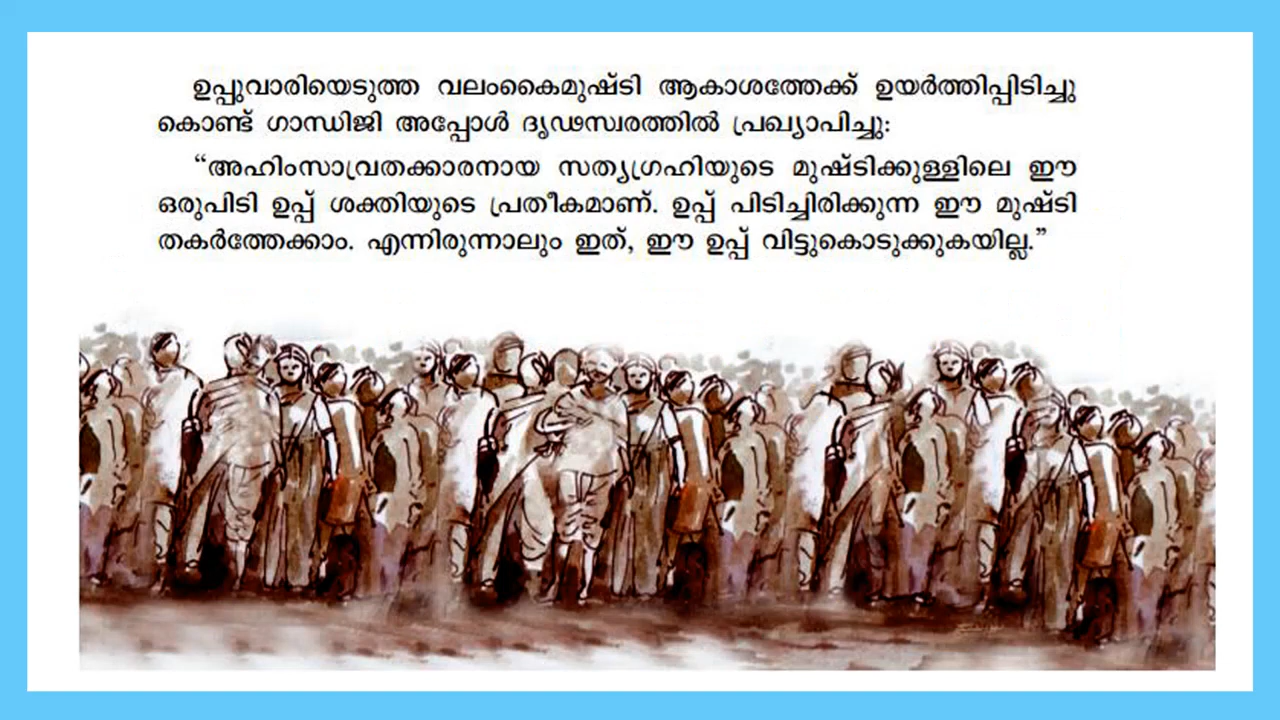 ഉപ്പുവാരിയെടുത്ത വലംകൈമുഷ്ടി ആകാശത്തേക്ക് ഉയർത്തിപ്പിടിച്ചു
കൊണ്ട് ഗാന്ധിജി അപ്പോൾ ദൃഢസ്വരത്തിൽ പ്രഖ്യാപിച്ചു:
“അഹിംസാവ്രതക്കാരനായ സത്യഗ്രഹിയുടെ മുഷ്ടിക്കുള്ളിലെ ഈ
ഒരുപിടി ഉപ്പ് ശക്തിയുടെ പ്രതീകമാണ്. ഉപ്പ് പിടിച്ചിരിക്കുന്ന ഈ മുഷ്ടി
തകർത്തേക്കാം. എന്നിരുന്നാലും ഇത്, ഈ ഉപ്പ് വിട്ടുകൊടുക്കുകയില്ല.”